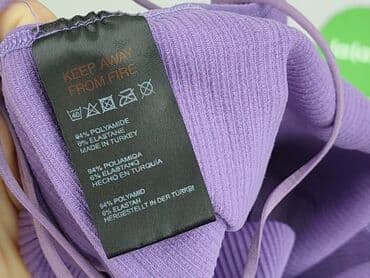 KEEP AWAY
FROM FIRE
40
94% POLYAMIDE
6% ELASTANE
MADE IN TURKEY
94% POLIAMIDA
6% ELASTANO
HECHO EN TURQUÍA
94% POLYAMID
6% ELASTAN
HERGESTELLT IN DER TÜRKEI